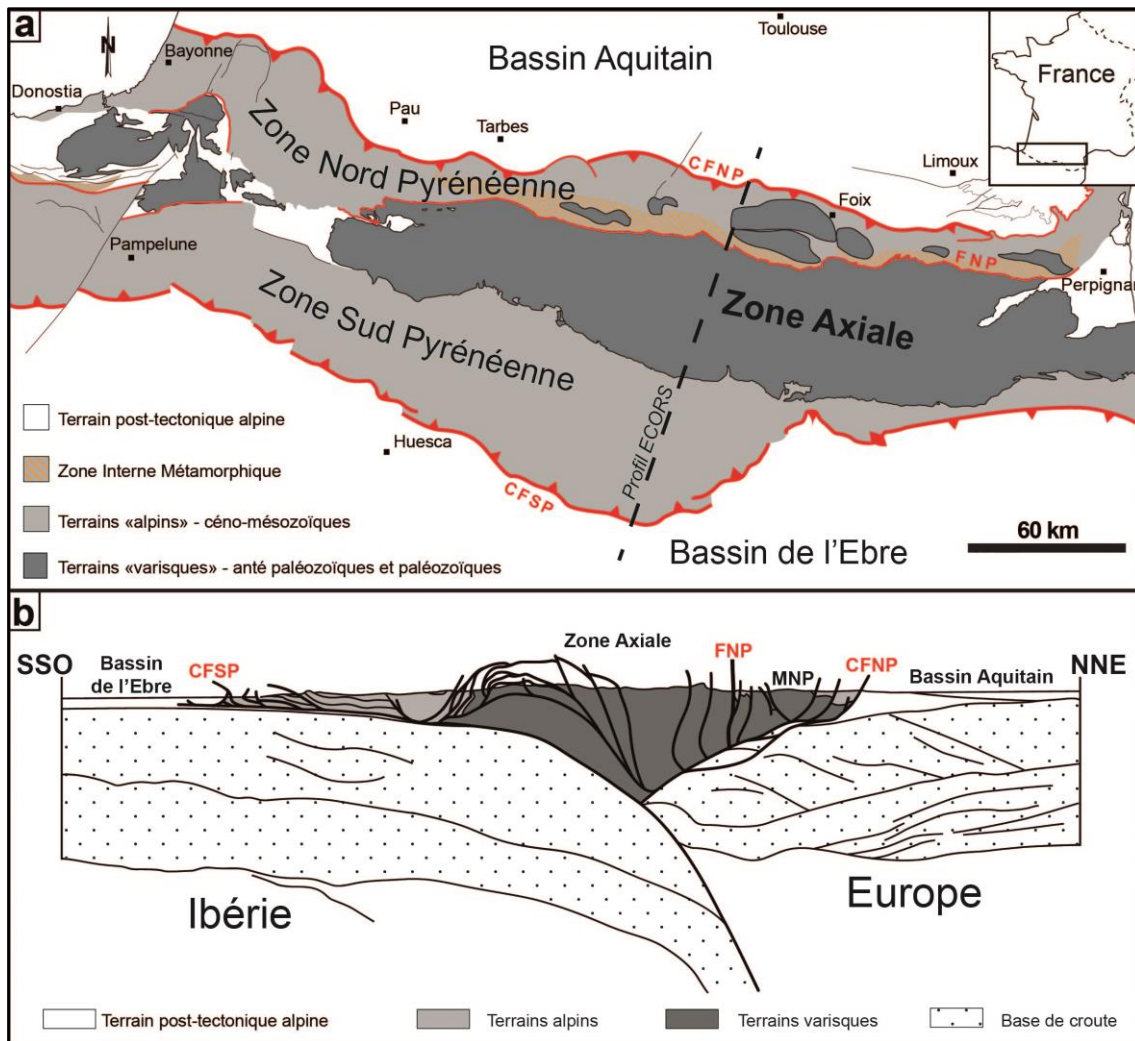 a
N
Bayonne
Donostia
Bassin Aquitain
Toulouse
France
Pau
Tarbes
Zone Nord Pyrénéenne
CFNP
Limoux
Foix
FNP
Perpignan
Pampelune
Zone Axiale
Zone Sud Pyrénéenne
Profil ECORS
Huesca
CFSP
Bassin de l'Ebre
60 km
Terrain post-tectonique alpine
Zone Interne Métamorphique
Terrains «alpins» - céno-mésozoïques
Terrains «varisques» - anté paléozoïques et paléozoïques
b
SSO
Bassin
de l'Ebre
CFSP
Zone Axiale
FNP
MNP
CFNP
Bassin Aquitain
NNE
Ibérie
Europe
Terrain post-tectonique alpine
Terrains alpins
Terrains varisques
Base de croute